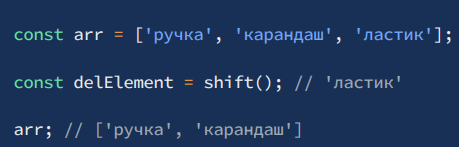 const arr = ['ручка', 'карандаш', 'ластик'];
const delElement = shift(); // 'ластик'
arr; // ['ручка', 'карандаш']